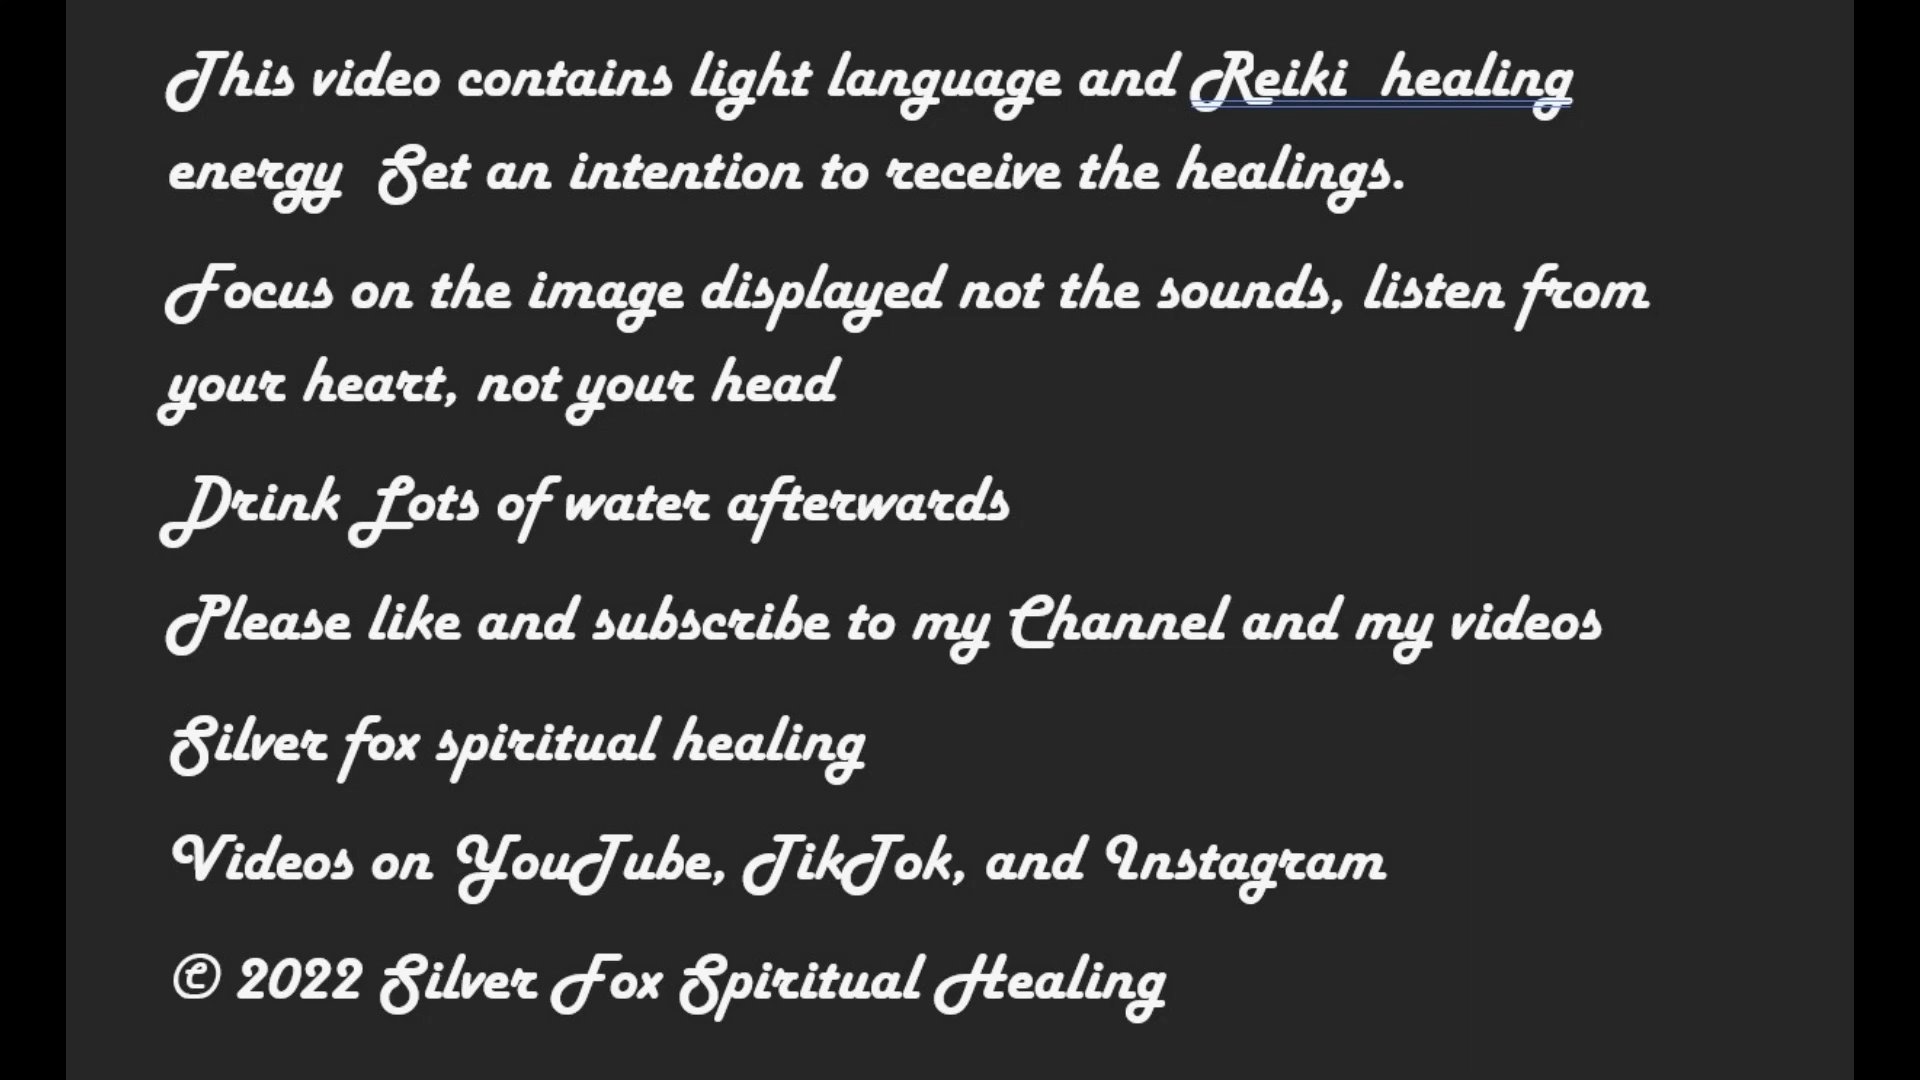 This video contains light language and Reiki  healing
energy  Set an intention to receive the healings.
Focus on the image displayed not the sounds, listen from
your heart, not your head
Drink Lots of water afterwards
Please like and subscribe to my Channel and my videos
Silver fox spiritual healing
Videos on YouTube, TikTok, and Instagram
© 2022 Silver Fox Spiritual Healing